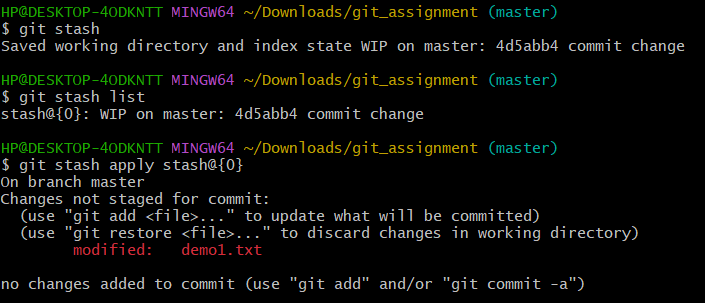 HP@DESKTOP-4ODKNTT MINGW64 ~/Downloads/git_assignment (master)
$ git stash
Saved working directory and index state WIP on master: 4d5abb4 commit change
HP@DESKTOP-4ODKNTT MINGW64 ~/Downloads/git_assignment (master)
$ git stash list
stash@{0}: WIP on master: 4d5abb4 commit change
HP@DESKTOP-4ODKNTT MINGW64 ~/Downloads/git_assignment (master)
$ git stash apply stash@{0}
On branch master
Changes not staged for commit:
  (use "git add <file>..." to update what will be committed)
  (use "git restore <file>..." to discard changes in working directory)
        modified:   demo1.txt
no changes added to commit (use "git add" and/or "git commit -a")